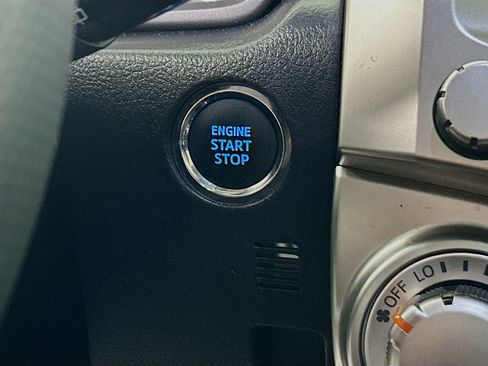 ENGINE
START
STOP
OFF LO